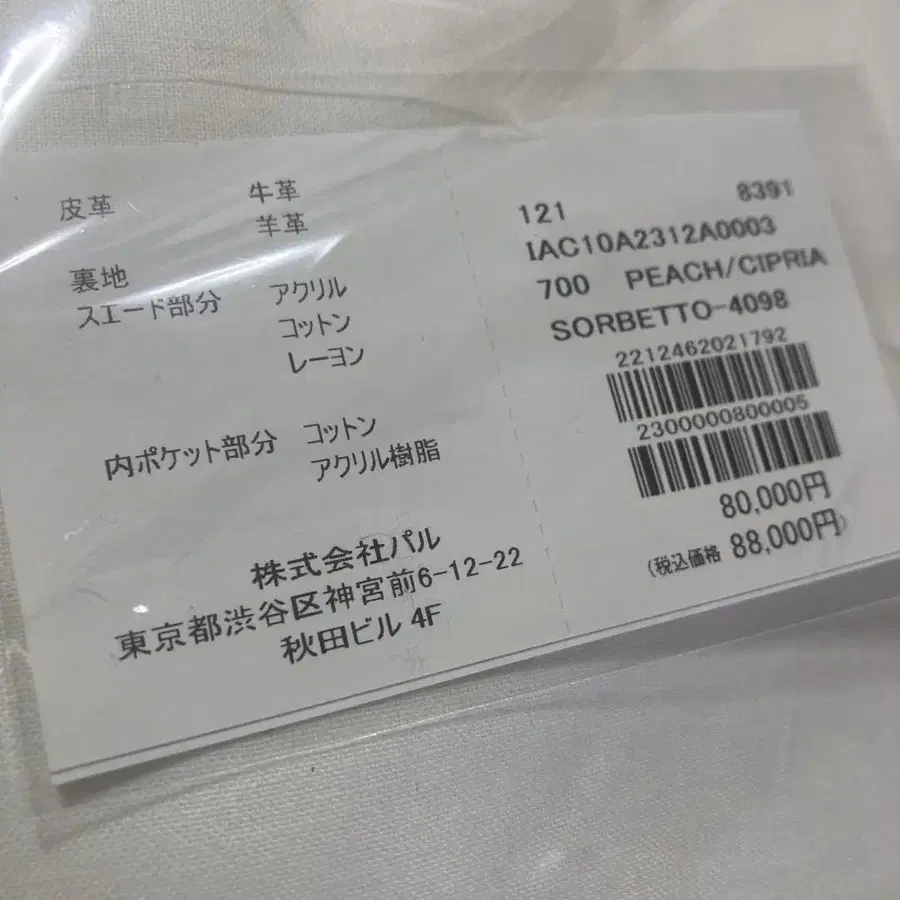 皮革 牛革
羊革
裏地
スエード部分 アクリル
コットン
レーヨン
内ポケット部分 コットン
アクリル樹脂
株式会社パル
東京都渋谷区神宮前6-12-22
秋田ビル 4F
121 8391
IAC10A2312A0003
700 PEACH/CIPRIA
SORBETTO-4098
2212462021792
2300000800005
80,000円
(税込価格 88,000円)